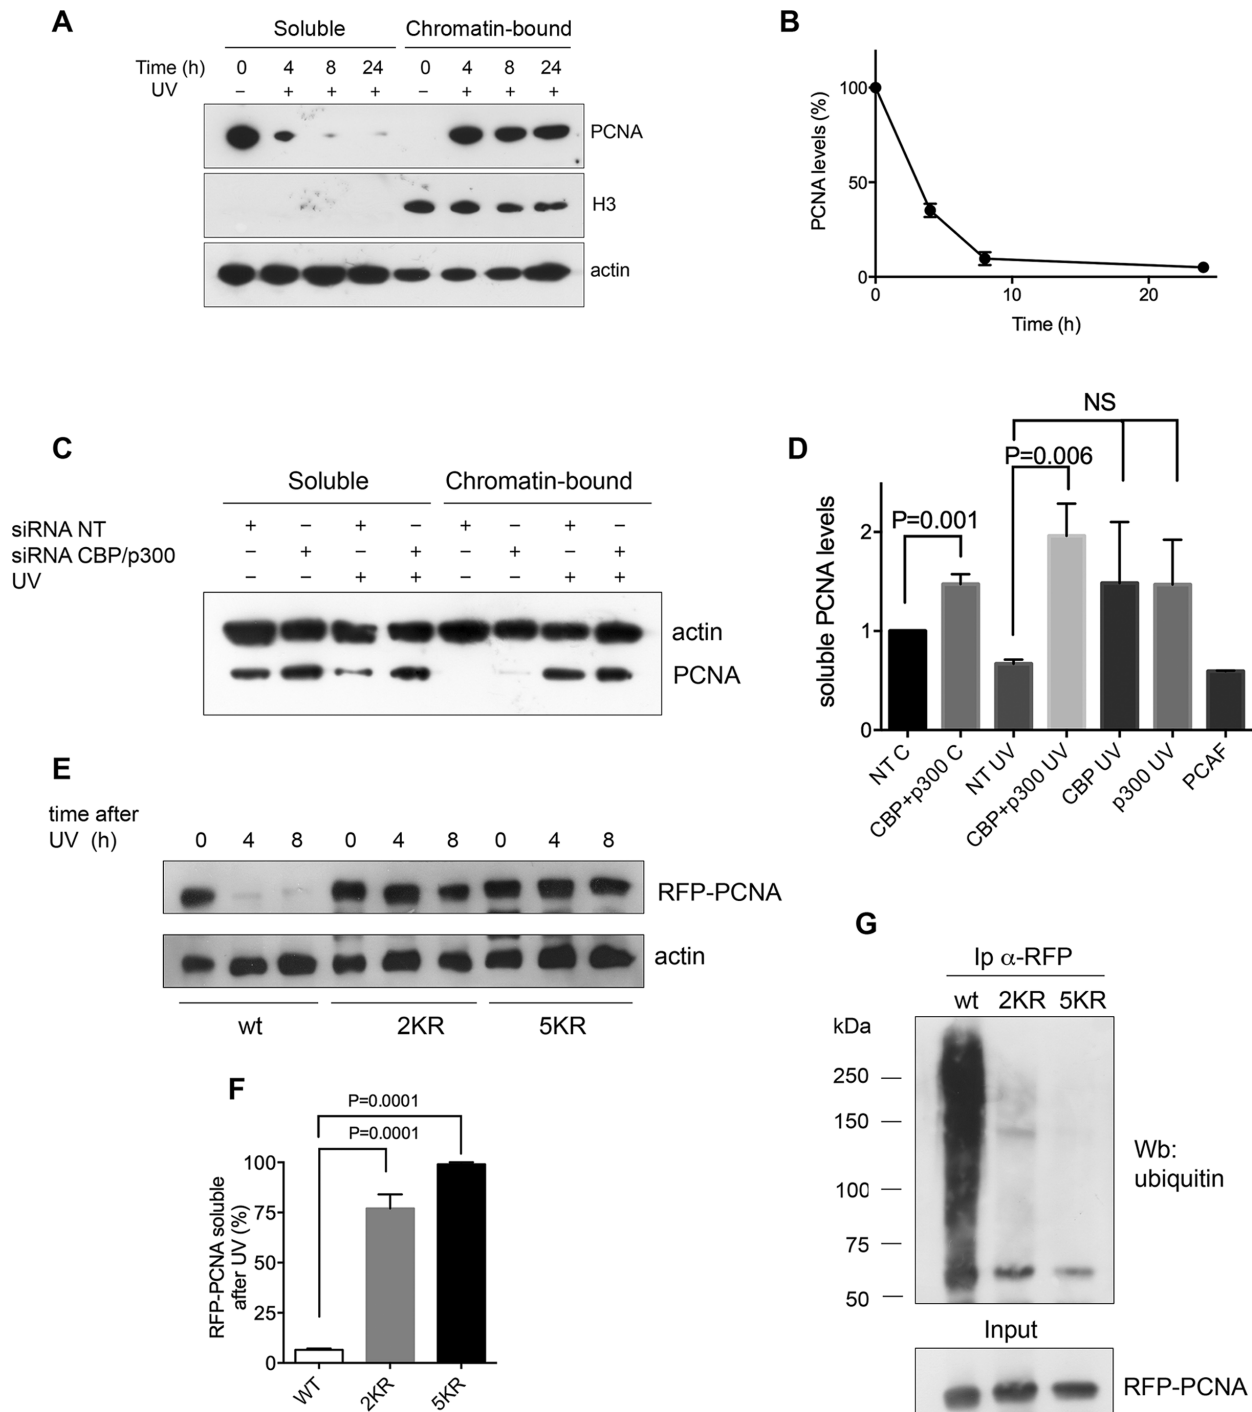 A
Soluble Chromatin-bound
Time (h) 0 4 8 24 0 4 8 24
UV – + + + – + + +
PCNA
H3
actin
B
PCNA levels (%)
100
50
0
0 10 20
Time (h)
C
Soluble Chromatin-bound
siRNA NT + – + – + – + –
siRNA CBP/p300 – + – + – + – +
UV – – + + – – + +
actin
PCNA
D
NS
P=0.006
P=0.001
soluble PCNA levels
2
1
0
NT C
CBP+p300 C
NT UV
CBP+p300 UV
CBP UV
p300 UV
PCAF
E
time after
UV (h) 0 4 8 0 4 8 0 4 8
RFP-PCNA
actin
wt 2KR 5KR
F
P=0.0001
P=0.0001
RFP-PCNA soluble
after UV (%)
100
75
50
25
0
WT
2KR
5KR
G
Ip α-RFP
wt 2KR 5KR
kDa
250
150
100
75
50
Wb:
ubiquitin
Input
RFP-PCNA